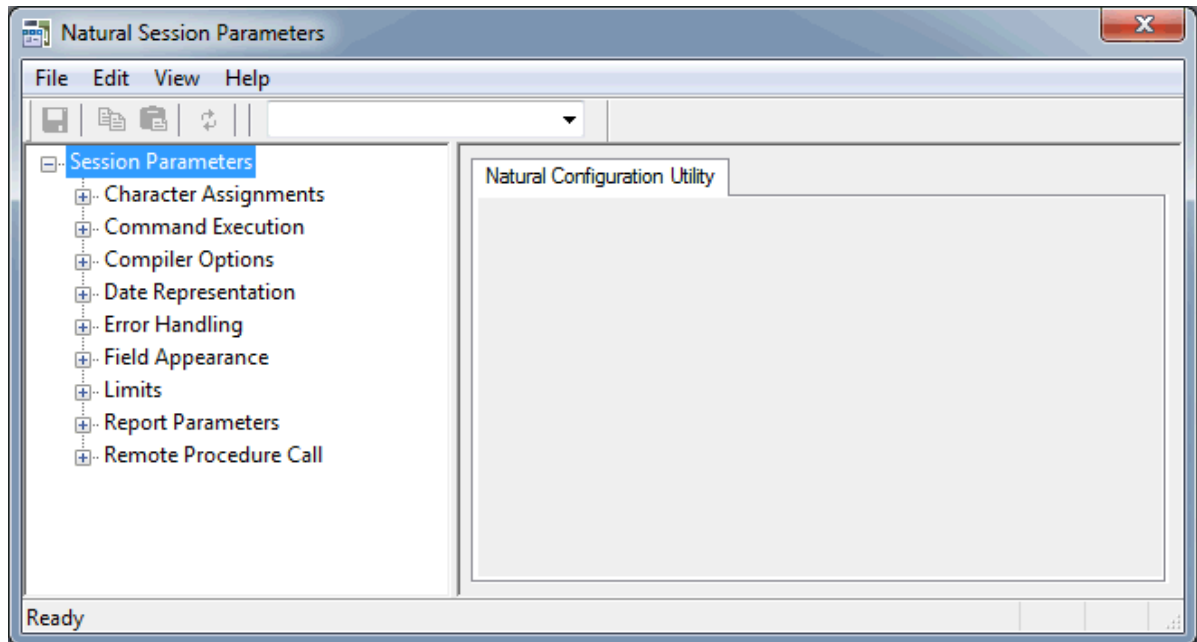 Natural Session Parameters
File Edit View Help
Session Parameters
Character Assignments
Command Execution
Compiler Options
Date Representation
Error Handling
Field Appearance
Limits
Report Parameters
Remote Procedure Call
Natural Configuration Utility
Ready